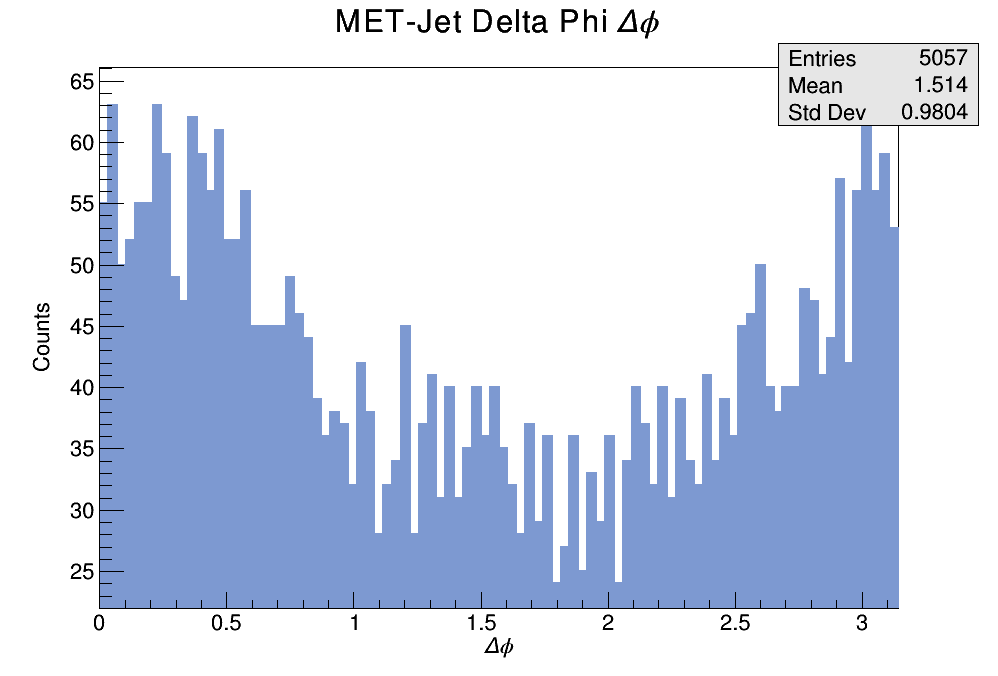 MET-Jet Delta Phi Δϕ
Entries 5057
Mean 1.514
Std Dev 0.9804
65
60
55
50
45
40
35
30
25
Counts
0 0.5 1 1.5 2 2.5 3
Δϕ